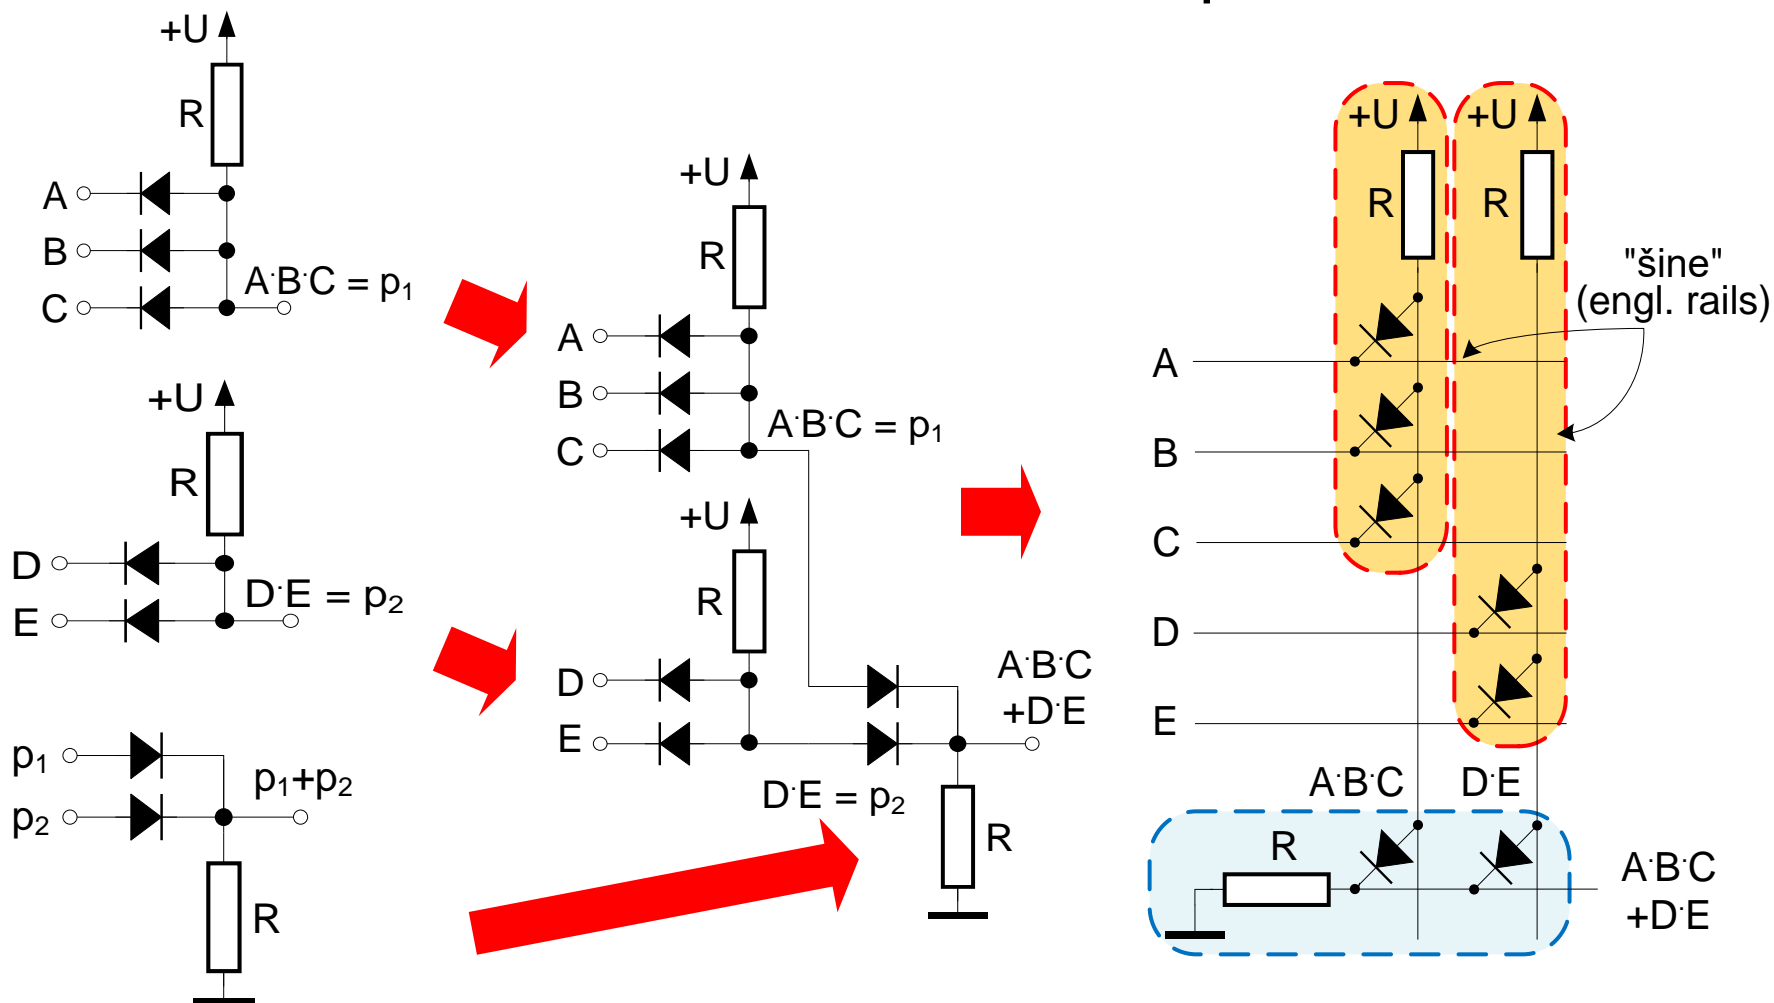 +U
R
A
B
C
A·B·C = p₁
+U
R
D
E
D·E = p₂
p₁
p₂
p₁+p₂
R
+U
R
A
B
C
A·B·C = p₁
+U
R
D
E
D·E = p₂
A·B·C
+D·E
R
+U
+U
R
R
"šine"
(engl. rails)
A
B
C
D
E
A·B·C
D·E
R
A·B·C
+D·E